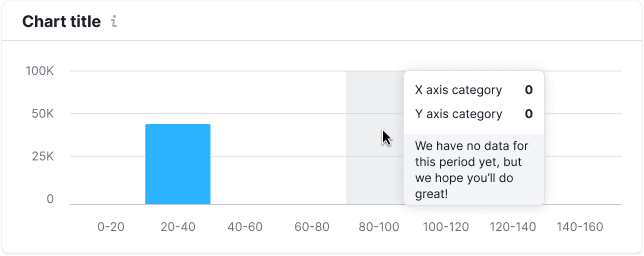 Chart title i
100K
50K
25K
0
X axis category 0
Y axis category 0
We have no data for
this period yet, but
we hope you'll do
great!
0-20 20-40 40-60 60-80 80-100 100-120 120-140 140-160